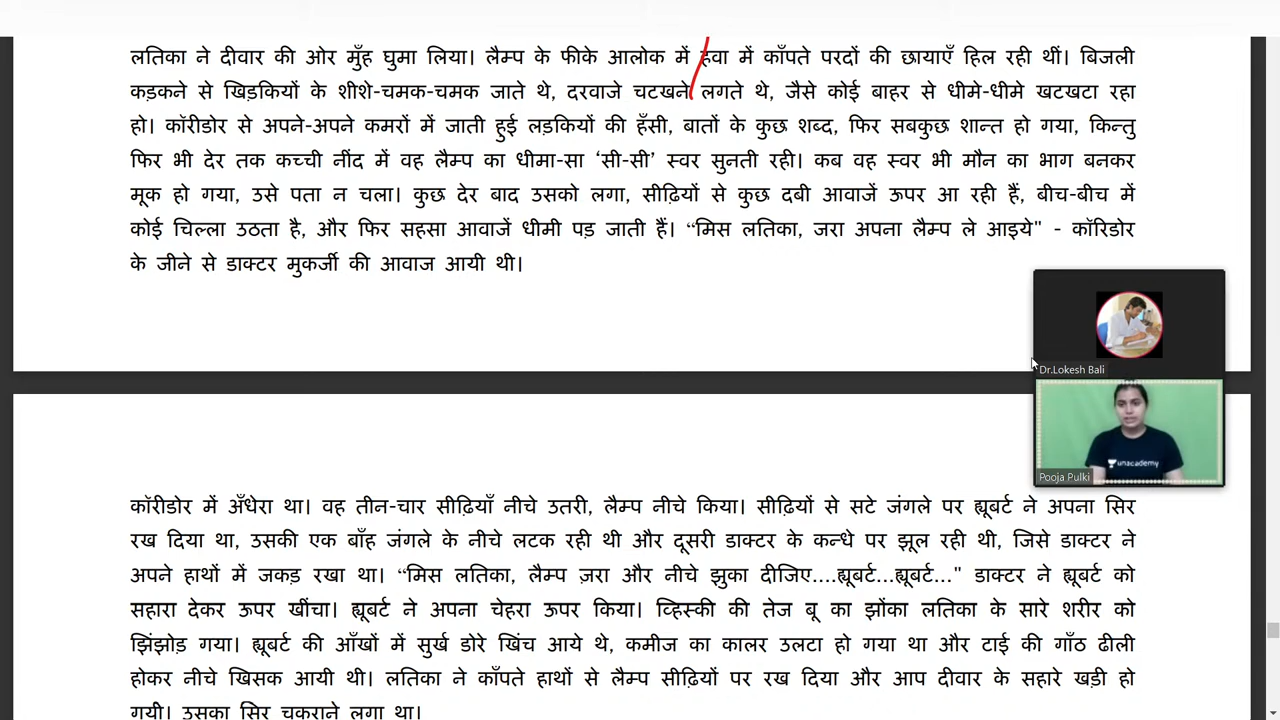 लतिका ने दीवार की ओर मुँह घुमा लिया। लैम्प के फीके आलोक में हवा में काँपते परदों की छायाएँ हिल रही थीं। बिजली
कड़कने से खिड़कियों के शीशे-चमक-चमक जाते थे, दरवाजे चटखने लगते थे, जैसे कोई बाहर से धीमे-धीमे खटखटा रहा
हो। कॉरीडोर से अपने-अपने कमरों में जाती हुई लड़कियों की हँसी, बातों के कुछ शब्द, फिर सबकुछ शान्त हो गया, किन्तु
फिर भी देर तक कच्ची नींद में वह लैम्प का धीमा-सा ‘सी-सी’ स्वर सुनती रही। कब वह स्वर भी मौन का भाग बनकर
मूक हो गया, उसे पता न चला। कुछ देर बाद उसको लगा, सीढ़ियों से कुछ दबी आवाजें ऊपर आ रही हैं, बीच-बीच में
कोई चिल्ला उठता है, और फिर सहसा आवाजें धीमी पड़ जाती हैं। “मिस लतिका, जरा अपना लैम्प ले आइये" - कॉरिडोर
के जीने से डाक्टर मुकर्जी की आवाज आयी थी।
Dr.Lokesh Bali
unacademy
Pooja Pulki
कॉरीडोर में अँधेरा था। वह तीन-चार सीढ़ियाँ नीचे उतरी, लैम्प नीचे किया। सीढ़ियों से सटे जंगले पर ह्यूबर्ट ने अपना सिर
रख दिया था, उसकी एक बाँह जंगले के नीचे लटक रही थी और दूसरी डाक्टर के कन्धे पर झूल रही थी, जिसे डाक्टर ने
अपने हाथों में जकड़ रखा था। “मिस लतिका, लैम्प ज़रा और नीचे झुका दीजिए....ह्यूबर्ट...ह्यूबर्ट..." डाक्टर ने ह्यूबर्ट को
सहारा देकर ऊपर खींचा। ह्यूबर्ट ने अपना चेहरा ऊपर किया। व्हिस्की की तेज बू का झोंका लतिका के सारे शरीर को
झिंझोड़ गया। ह्यूबर्ट की आँखों में सुर्ख डोरे खिंच आये थे, कमीज का कालर उलटा हो गया था और टाई की गाँठ ढीली
होकर नीचे खिसक आयी थी। लतिका ने काँपते हाथों से लैम्प सीढ़ियों पर रख दिया और आप दीवार के सहारे खड़ी हो
गयी। उसका सिर चकराने लगा था।